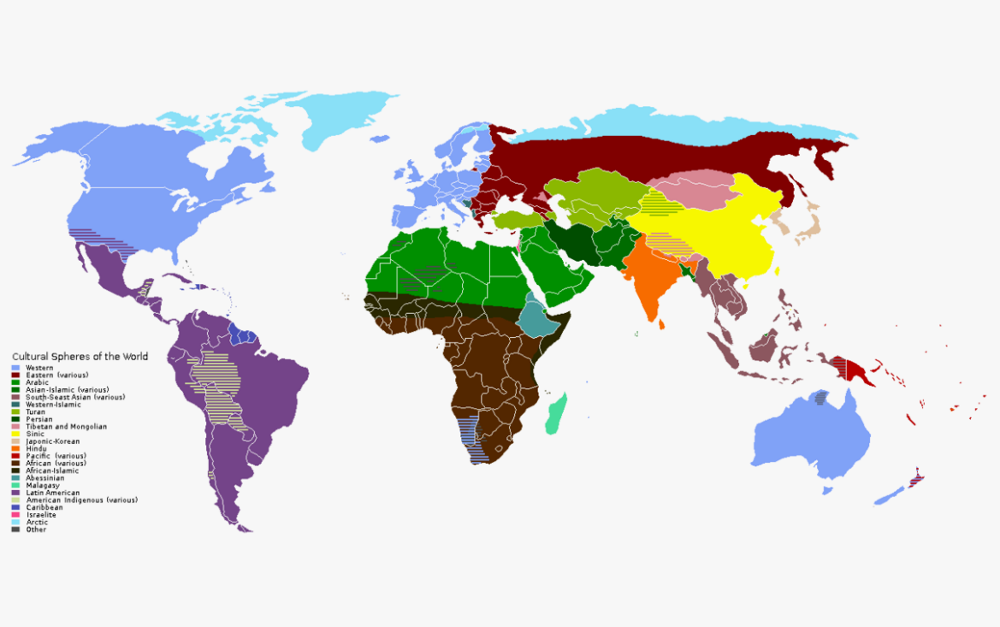 Cultural Spheres of the World
Western
Eastern (various)
Arabic
Asian-Islamic (various)
South-Seast Asian (various)
Western-Islamic
Turan
Persian
Tibetan and Mongolian
Sinic
Japonic-Korean
Hindu
Pacific (various)
African (various)
African-Islamic
Abessinian
Malagasy
Latin American
American Indigenous (various)
Caribbean
Israelite
Arctic
Other